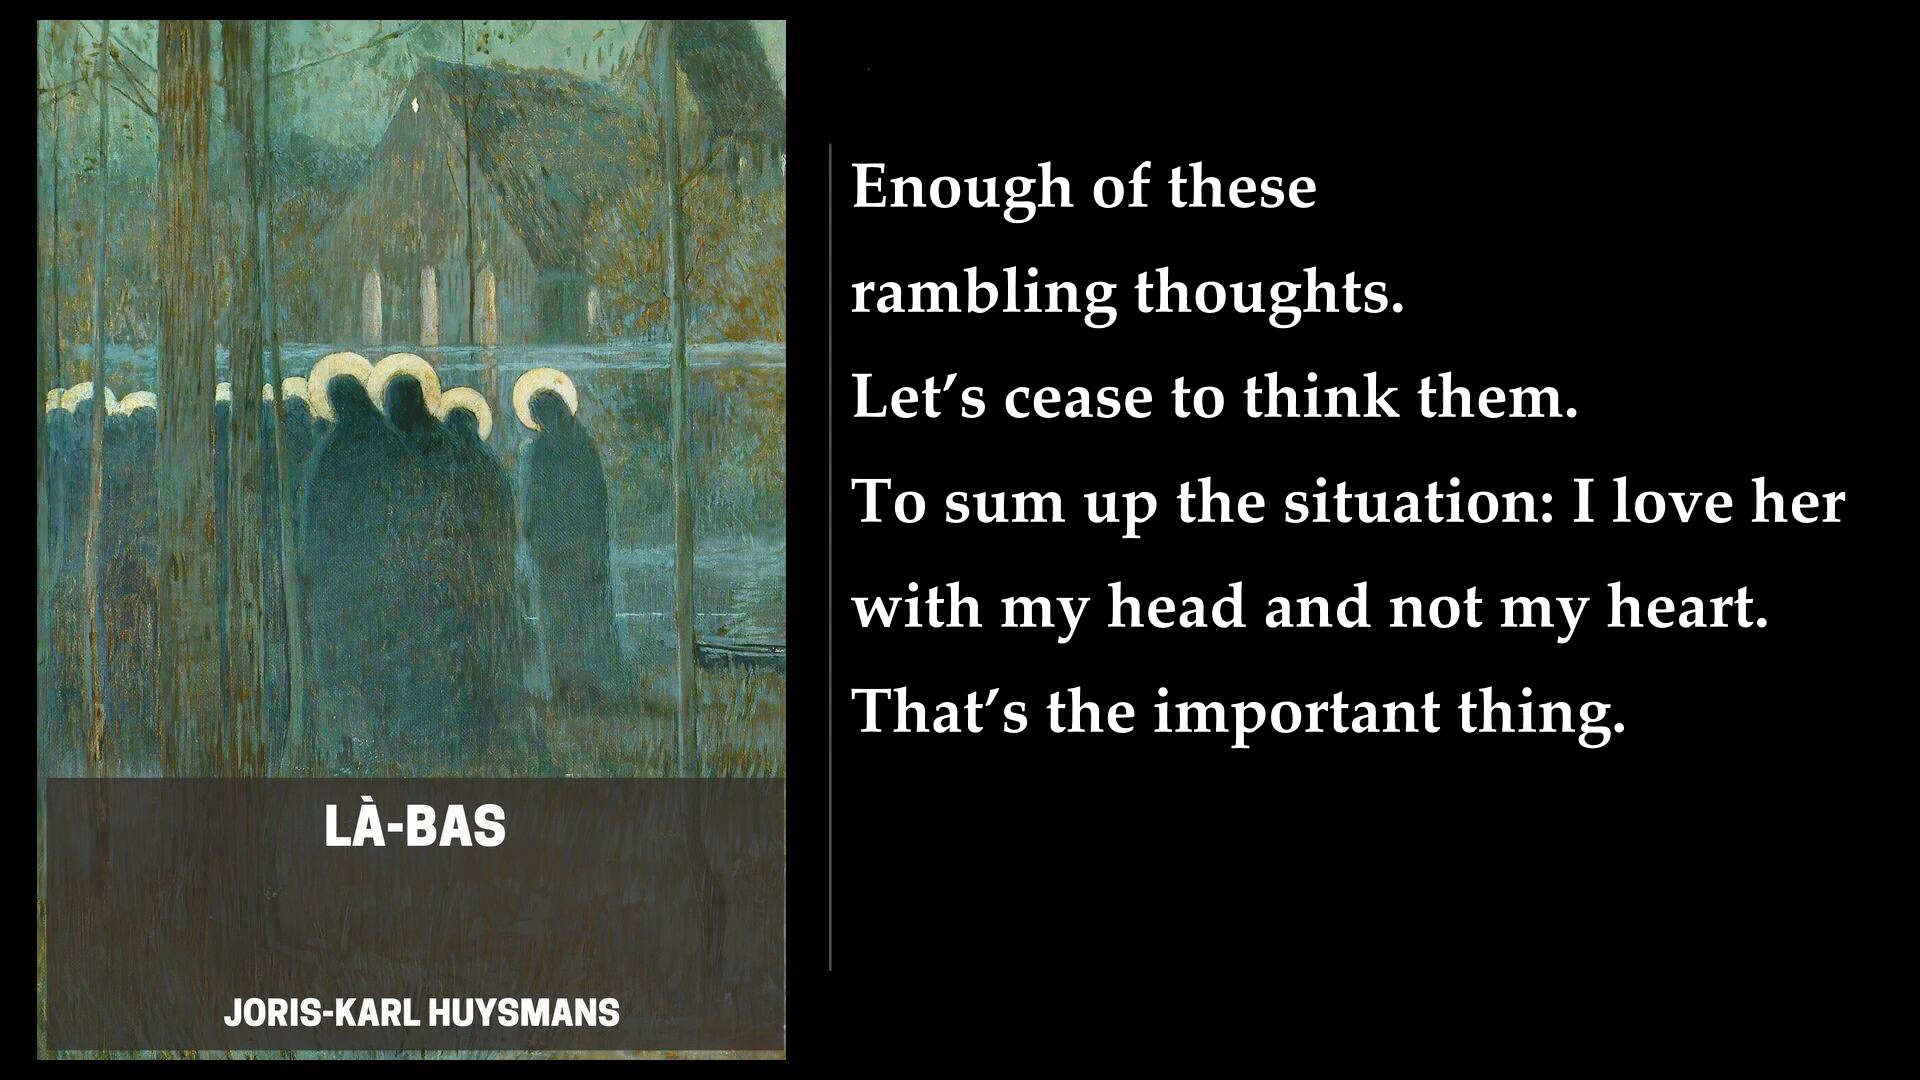 LÀ-BAS
JORIS-KARL HUYSMANS
Enough of these
rambling thoughts.
Let’s cease to think them.
To sum up the situation: I love her
with my head and not my heart.
That’s the important thing.